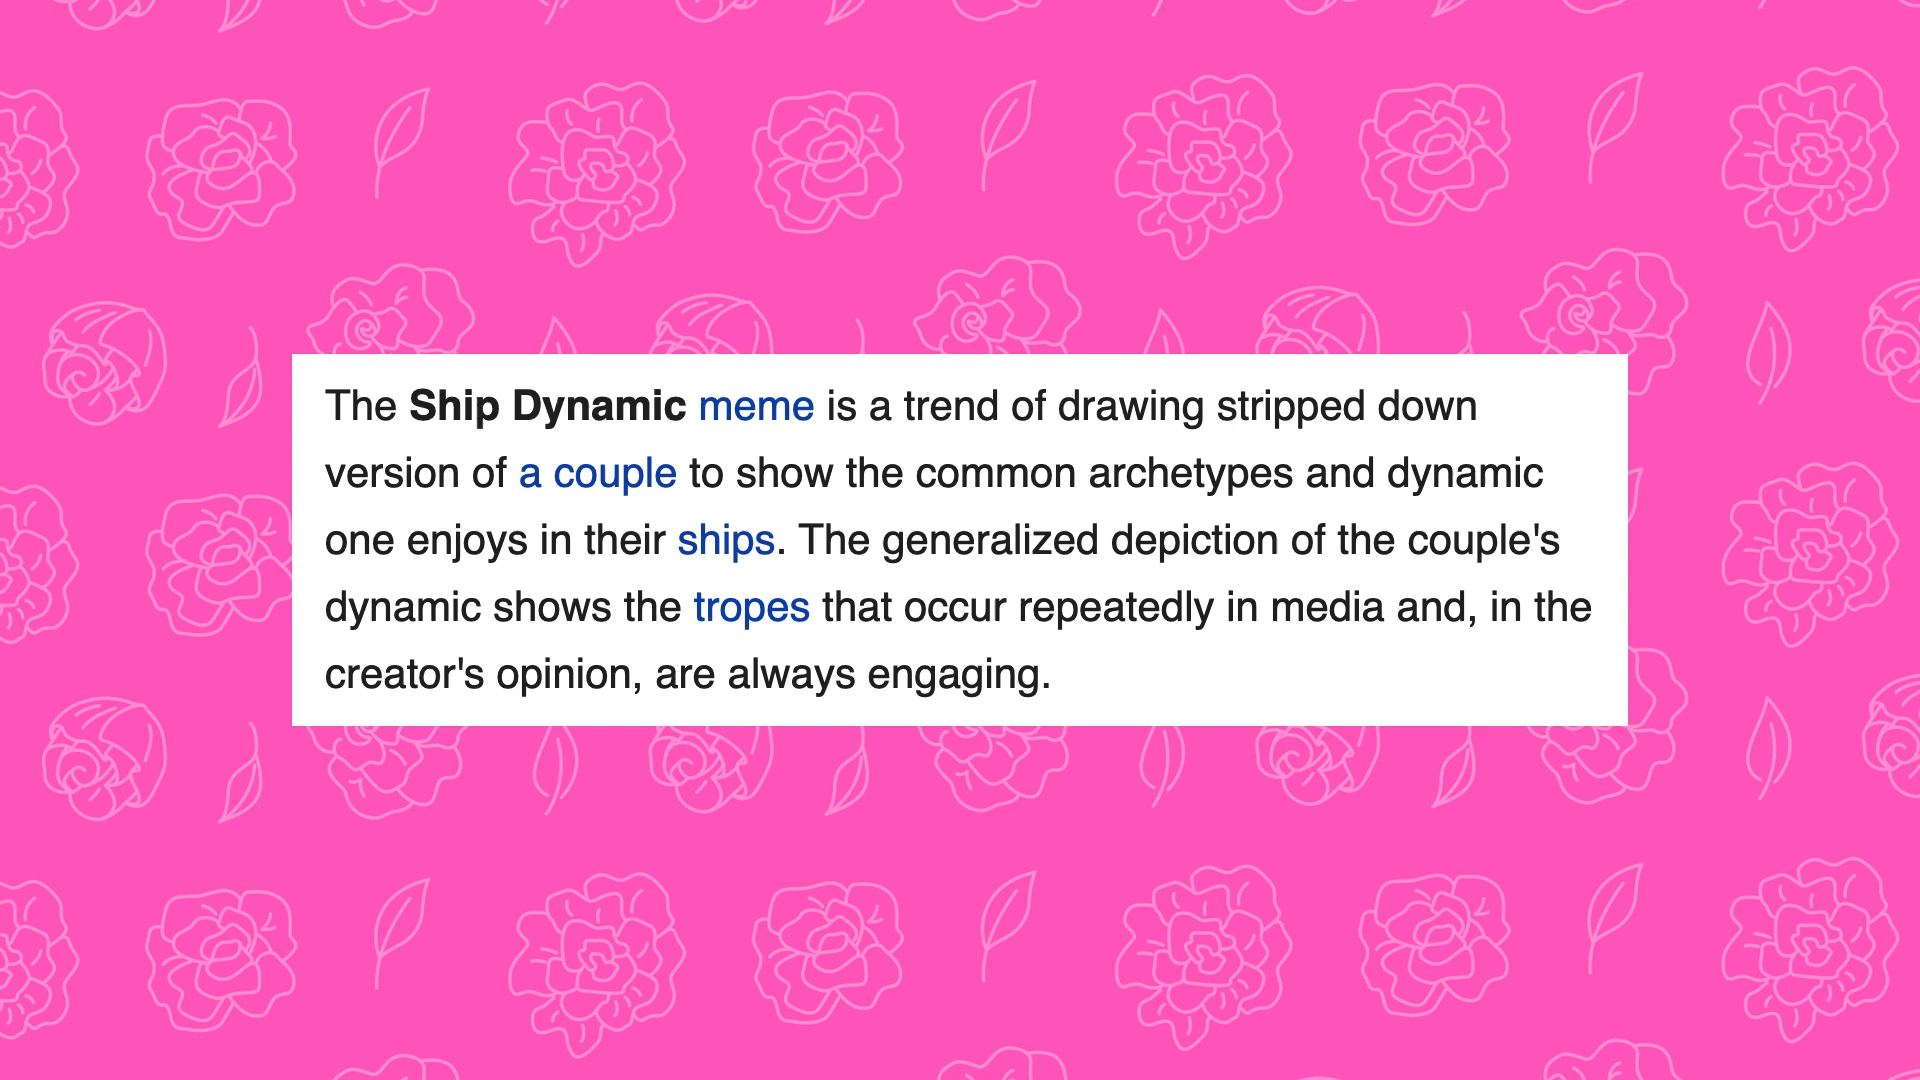 The Ship Dynamic meme is a trend of drawing stripped down
version of a couple to show the common archetypes and dynamic
one enjoys in their ships. The generalized depiction of the couple's
dynamic shows the tropes that occur repeatedly in media and, in the
creator's opinion, are always engaging.